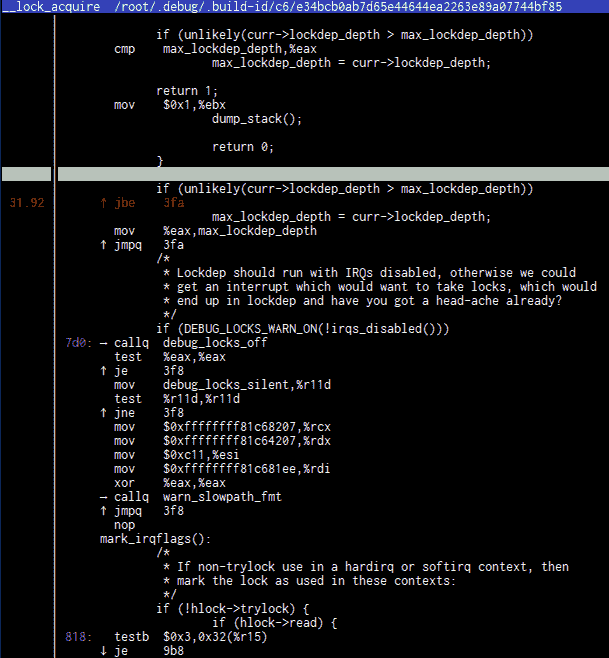 __lock_acquire  /root/.debug/.build-id/c6/e34bcb0ab7d65e44644ea2263e89a07744bf85
if (unlikely(curr->lockdep_depth > max_lockdep_depth))
cmp    max_lockdep_depth,%eax
max_lockdep_depth = curr->lockdep_depth;
return 1;
mov    $0x1,%ebx
dump_stack();
return 0;
}
if (unlikely(curr->lockdep_depth > max_lockdep_depth))
31.92 ↑ jbe    3fa
max_lockdep_depth = curr->lockdep_depth;
mov    %eax,max_lockdep_depth
↑ jmpq   3fa
/*
* Lockdep should run with IRQs disabled, otherwise we could
* get an interrupt which would want to take locks, which would
* end up in lockdep and have you got a head-ache already?
*/
if (DEBUG_LOCKS_WARN_ON(!irqs_disabled()))
7d0: → callq  debug_locks_off
test   %eax,%eax
↑ je     3f8
mov    debug_locks_silent,%r11d
test   %r11d,%r11d
↑ jne    3f8
mov    $0xffffffff81c68207,%rcx
mov    $0xffffffff81c64207,%rdx
mov    $0xc11,%esi
mov    $0xffffffff81c681ee,%rdi
xor    %eax,%eax
→ callq  warn_slowpath_fmt
↑ jmpq   3f8
nop
mark_irqflags():
/*
* If non-trylock use in a hardirq or softirq context, then
* mark the lock as used in these contexts:
*/
if (!hlock->trylock) {
if (hlock->read) {
818:   testb  $0x3,0x32(%r15)
↓ je     9b8